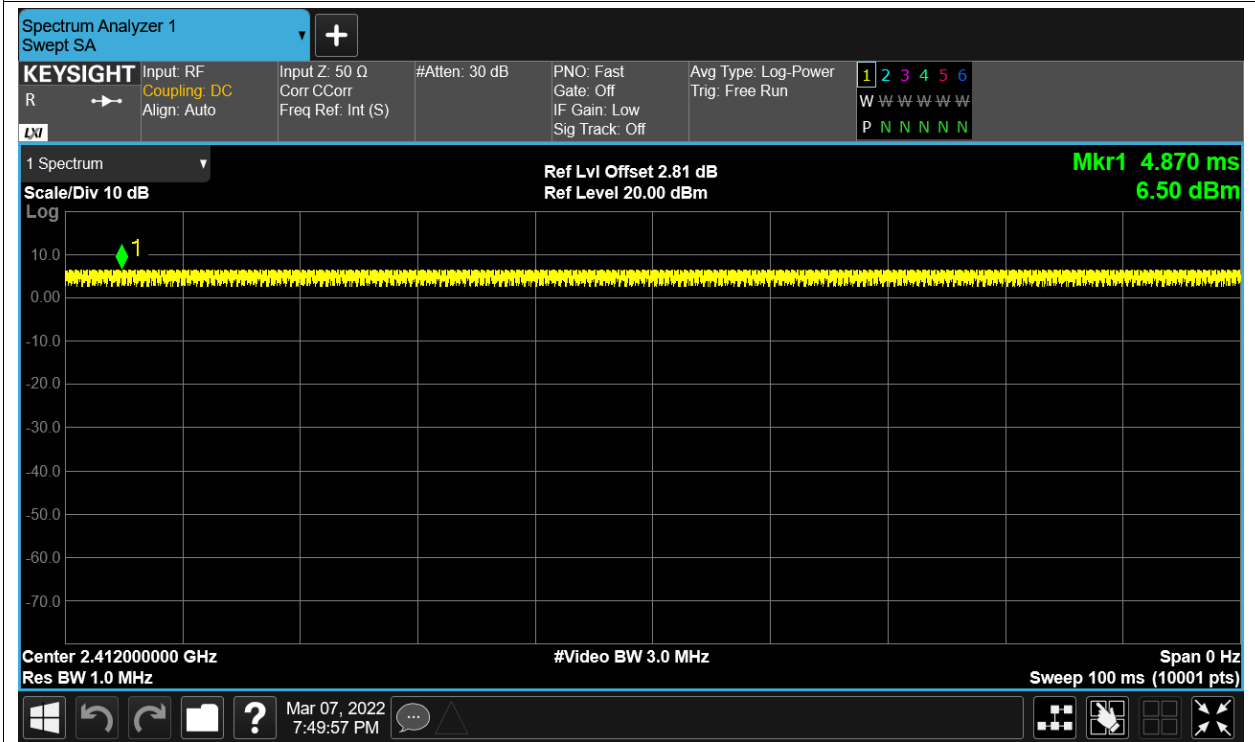 Spectrum Analyzer 1
Swept SA
+
KEYSIGHT Input: RF Input Z: 50 Ω #Atten: 30 dB PNO: Fast Avg Type: Log-Power 1 2 3 4 5 6
R Coupling: DC Corr CCorr Gate: Off Trig: Free Run W W W W W W
Align: Auto Freq Ref: Int (S) IF Gain: Low
LXI Sig Track: Off P N N N N N
1 Spectrum Ref Lvl Offset 2.81 dB Mkr1 4.870 ms
Scale/Div 10 dB Ref Level 20.00 dBm 6.50 dBm
Log
1
10.0
0.00
-10.0
-20.0
-30.0
-40.0
-50.0
-60.0
-70.0
Center 2.412000000 GHz #Video BW 3.0 MHz Span 0 Hz
Res BW 1.0 MHz Sweep 100 ms (10001 pts)
? Mar 07, 2022
7:49:57 PM